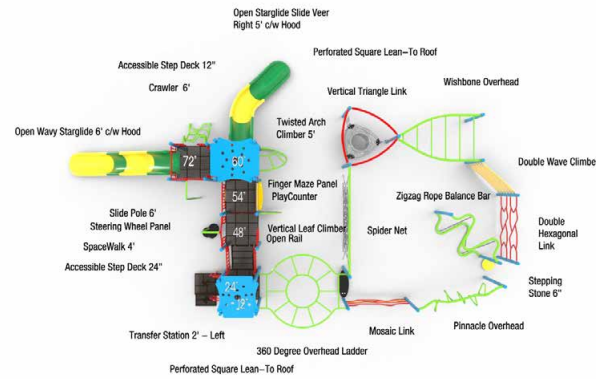 Open Starglide Slide Veer
Right 5' c/w Hood
Perforated Square Lean-To Roof
Accessible Step Deck 12"
Wishbone Overhead
Crawler 6'
Vertical Triangle Link
Twisted Arch
Climber 5'
Open Wavy Starglide 6' c/w Hood
72"
60"
Double Wave Climbe
Finger Maze Panel
PlayCounter
54"
Zigzag Rope Balance Bar
Slide Pole 6'
Steering Wheel Panel
48"
Vertical Leaf Climber
Open Rail
Spider Net
Double
Hexagonal
Link
SpaceWalk 4'
Accessible Step Deck 24"
24"
12"
Stepping
Stone 6"
Transfer Station 2' - Left
Mosaic Link
Pinnacle Overhead
360 Degree Overhead Ladder
Perforated Square Lean-To Roof